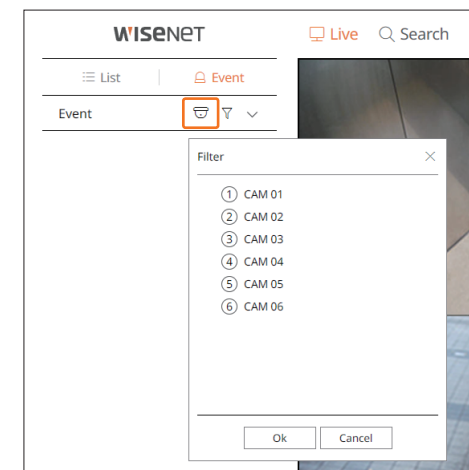 WISENET
Live Search
List Event
Event
Filter
1 CAM 01
2 CAM 02
3 CAM 03
4 CAM 04
5 CAM 05
6 CAM 06
Ok Cancel